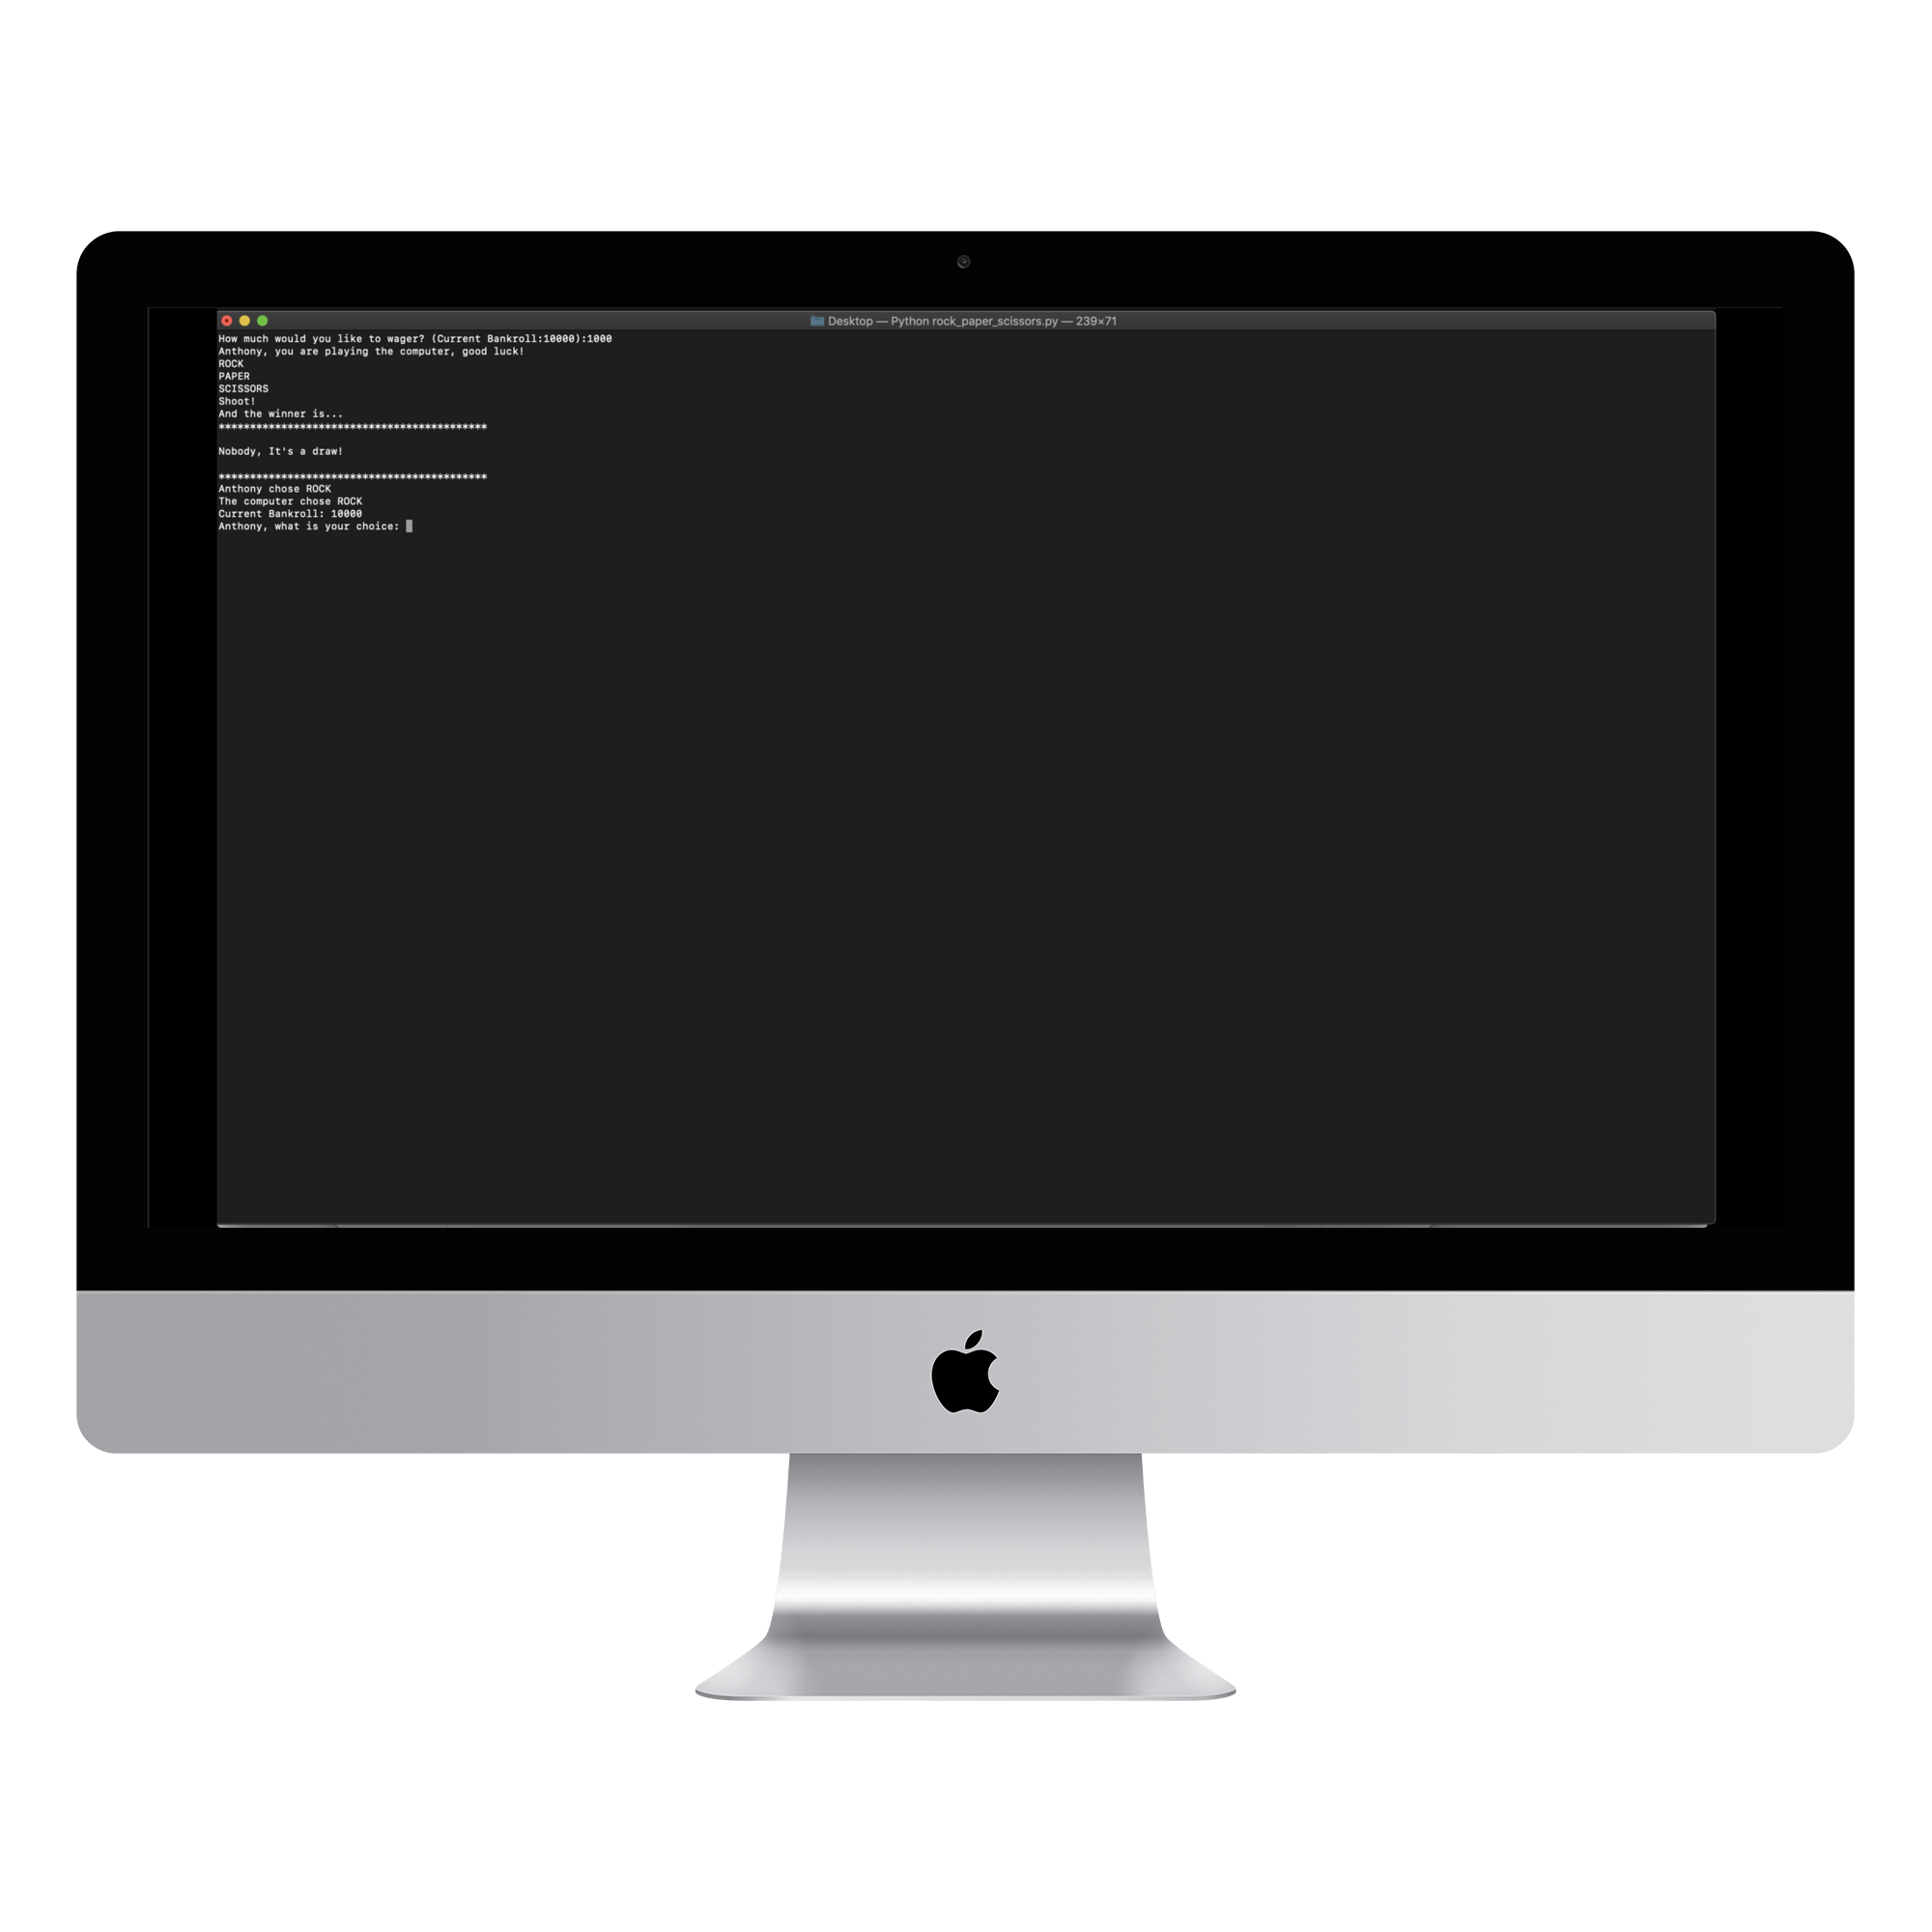 Desktop — Python rock_paper_scissors.py — 239×71
How much would you like to wager? (Current Bankroll:10000):1000
Anthony, you are playing the computer, good luck!
ROCK
PAPER
SCISSORS
Shoot!
And the winner is...
*******************************************
Nobody, It's a draw!
*******************************************
Anthony chose ROCK
The computer chose ROCK
Current Bankroll: 10000
Anthony, what is your choice: